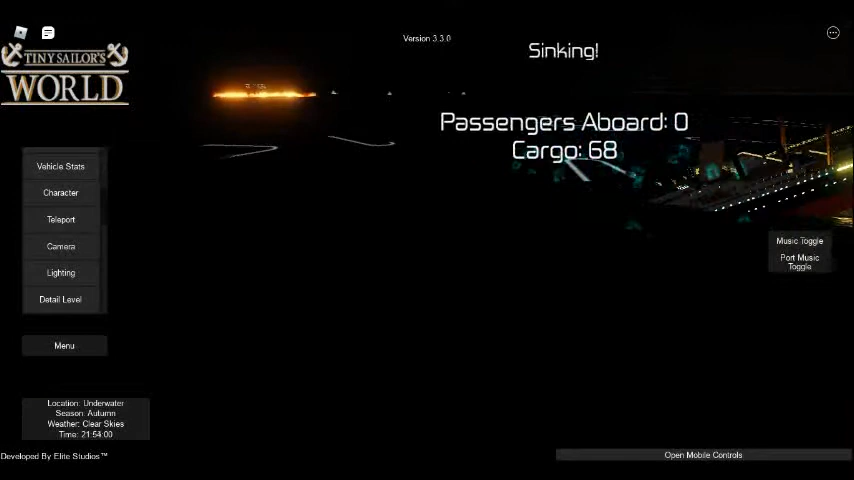 Version 3.3.0
TINY SAILOR'S
WORLD
Sinking!
Passengers Aboard: 0
Cargo: 68
Vehicle Stats
Character
Teleport
Camera
Lighting
Detail Level
Music Toggle
Port Music
Toggle
Menu
Location: Underwater
Season: Autumn
Weather: Clear Skies
Time: 21:54:00
Developed By Elite Studios™
Open Mobile Controls